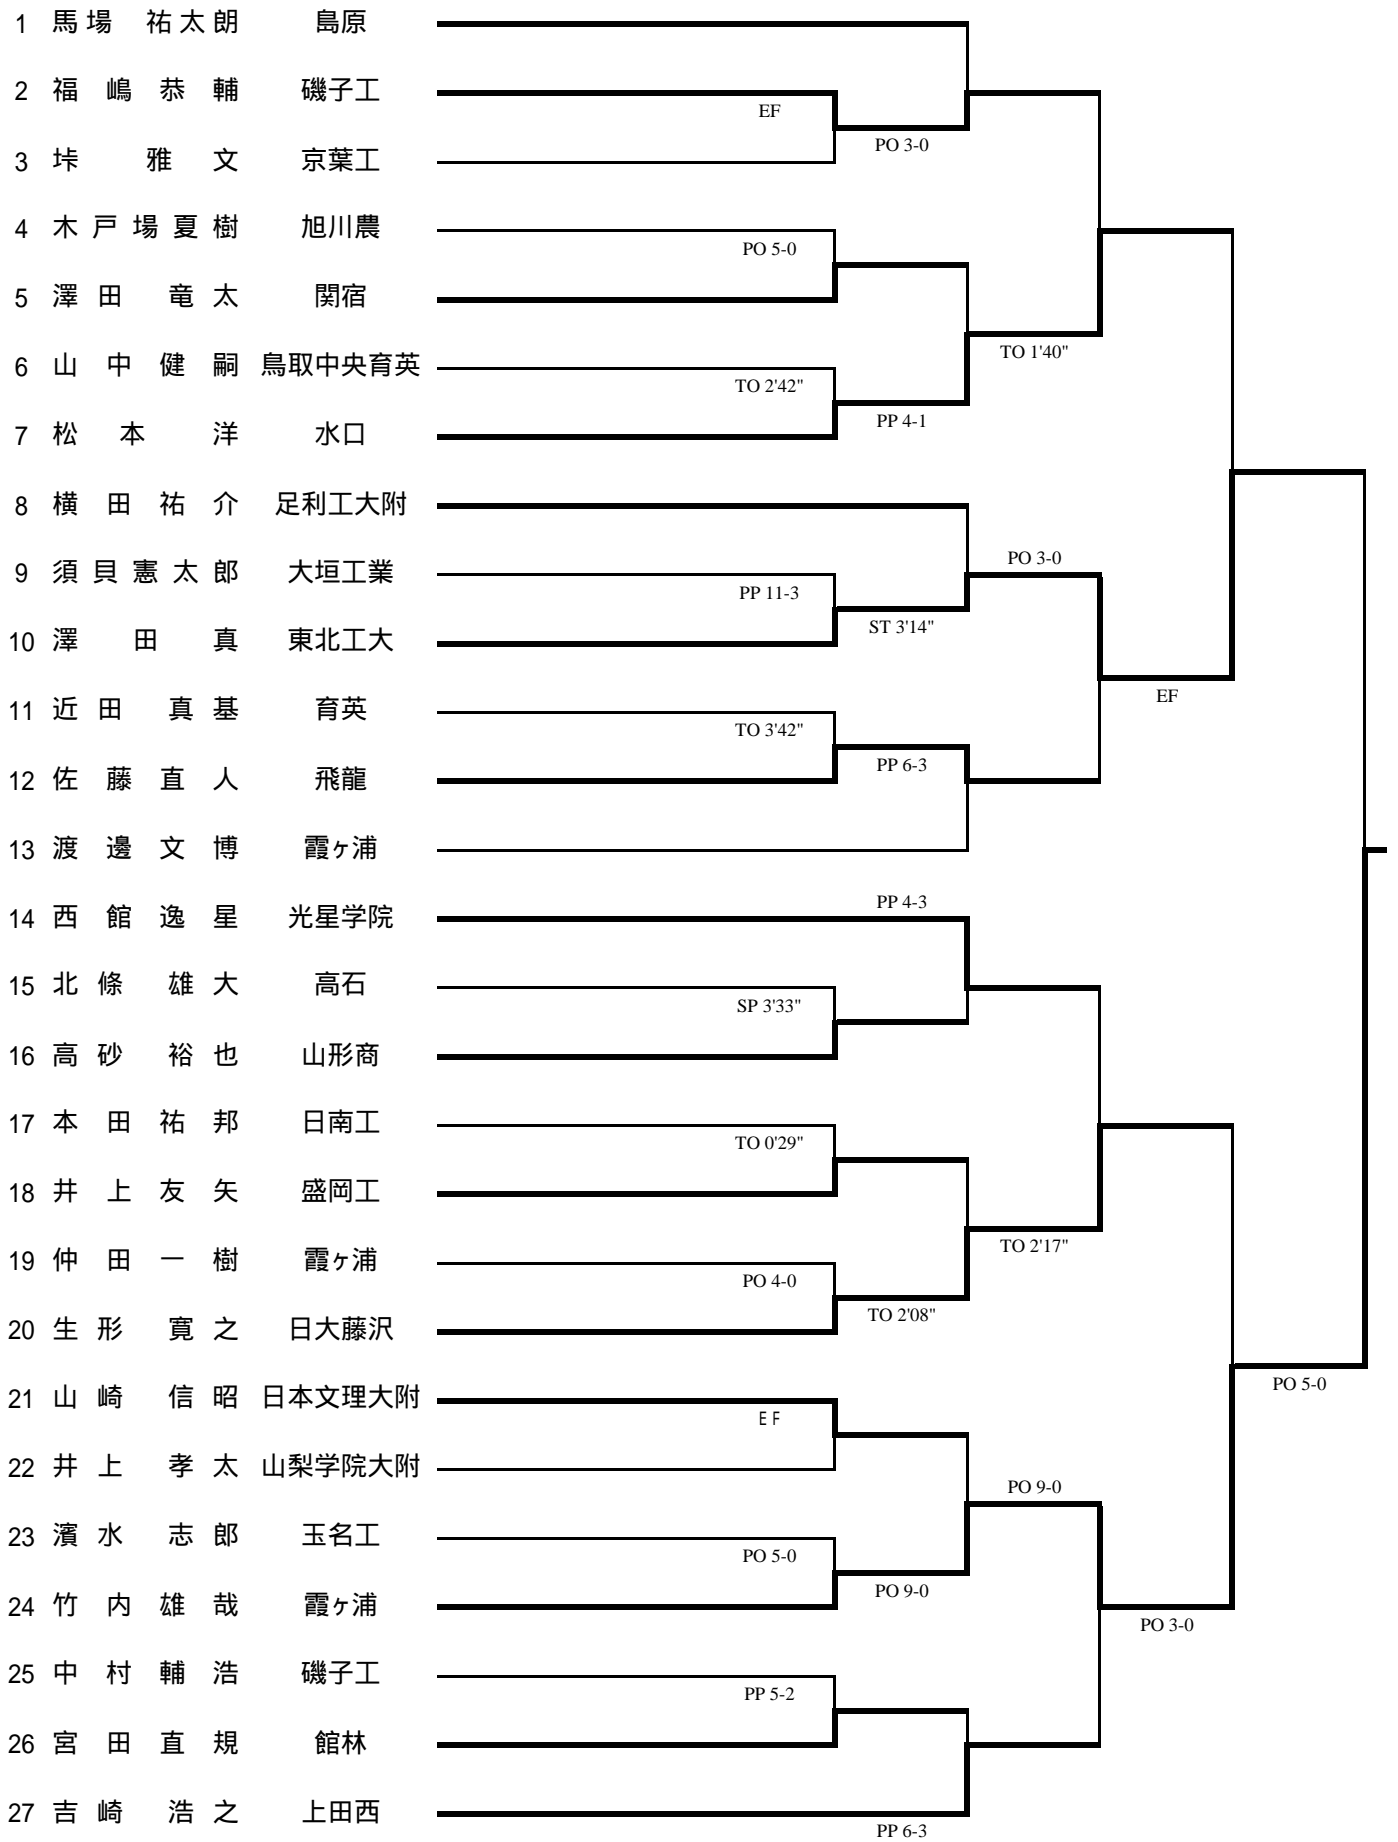 1 馬場 祐太朗 島原
2 福嶋恭輔 磯子工
EF
PO 3-0
3 垰 雅文 京葉工
4 木戸場夏樹 旭川農
PO 5-0
5 澤田 竜太 関宿
TO 1'40"
6 山中健嗣 鳥取中央育英
TO 2'42"
PP 4-1
7 松本 洋 水口
8 横田祐介 足利工大附
PO 3-0
9 須貝憲太郎 大垣工業
PP 11-3
ST 3'14"
10 澤田 真 東北工大
EF
11 近田 真基 育英
TO 3'42"
PP 6-3
12 佐藤直人 飛龍
13 渡邊文博 霞ヶ浦
PP 4-3
14 西館逸星 光星学院
15 北條 雄大 高石
SP 3'33"
16 高砂 裕也 山形商
17 本田祐邦 日南工
TO 0'29"
18 井上友矢 盛岡工
TO 2'17"
19 仲田一樹 霞ヶ浦
PO 4-0
TO 2'08"
20 生形 寛之 日大藤沢
PO 5-0
21 山崎 信昭 日本文理大附
ＥＦ
22 井上 孝太 山梨学院大附
PO 9-0
23 濱水 志郎 玉名工
PO 5-0
PO 9-0
24 竹内雄哉 霞ヶ浦
PO 3-0
25 中村輔浩 磯子工
PP 5-2
26 宮田直規 館林
27 吉崎 浩之 上田西
PP 6-3